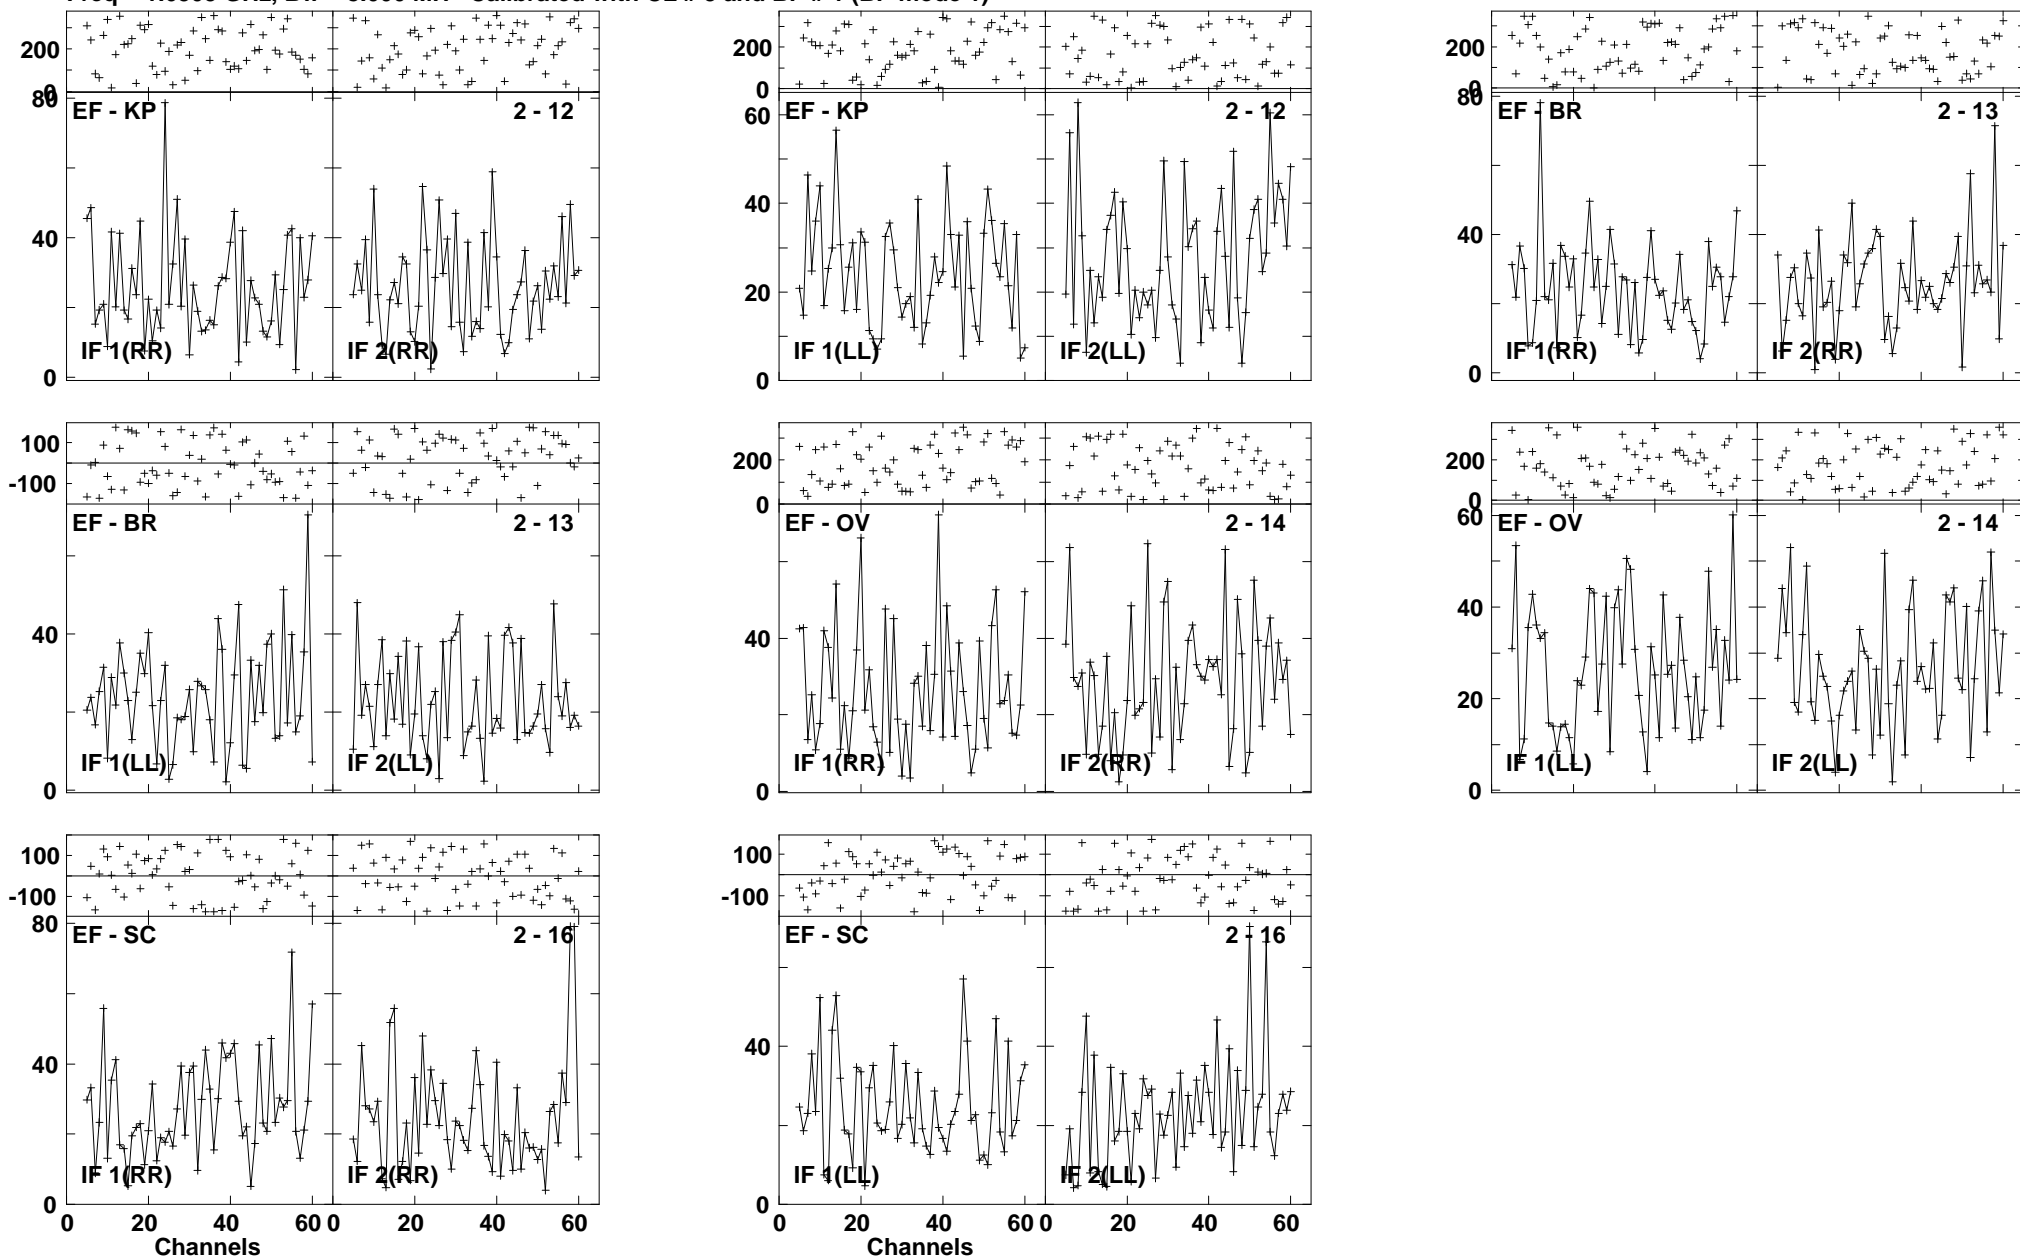 200
0
80
EF - KP
2 - 12
40
IF 1(RR)
IF 2(RR)
0
200
0
60
EF - KP
2 - 12
40
20
IF 1(LL)
IF 2(LL)
0
200
0
80
EF - BR
2 - 13
40
IF 1(RR)
IF 2(RR)
0
100
-100
EF - BR
2 - 13
40
IF 1(LL)
IF 2(LL)
0
200
0
EF - OV
2 - 14
40
IF 1(RR)
IF 2(RR)
0
200
0
60
EF - OV
2 - 14
40
20
IF 1(LL)
IF 2(LL)
0
100
-100
80
EF - SC
2 - 16
40
IF 1(RR)
IF 2(RR)
0
0 20 40 60 0 20 40 60
Channels
100
-100
EF - SC
2 - 16
40
IF 1(LL)
IF 2(LL)
0
0 20 40 60 0 20 40 60
Channels